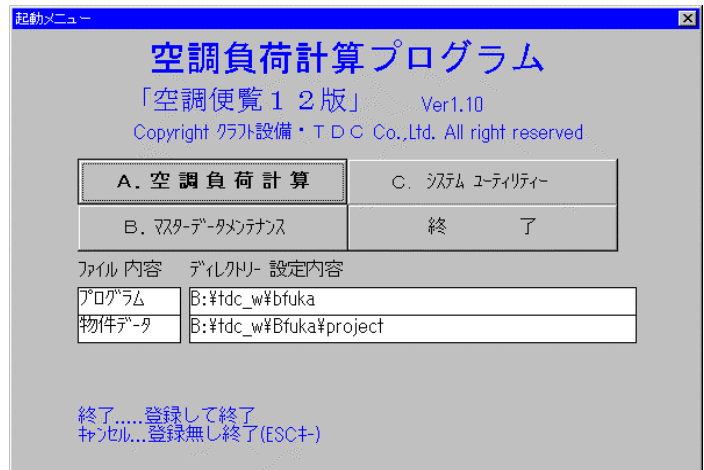 起動メニュー
空調負荷計算プログラム
「空調便覧１２版」 Ver1.10
Copyright ｸﾗﾌﾄ設備・ＴＤＣ Co.,Ltd. All right reserved
Ａ．空 調 負 荷 計 算 Ｃ．ｼｽﾃﾑ ﾕｰﾃｨﾘﾃｨｰ
Ｂ．ﾏｽﾀｰﾃﾞｰﾀﾒﾝﾃﾅﾝｽ 終 了
ﾌｧｲﾙ 内容 ﾃﾞｨﾚｸﾄﾘｰ 設定内容
ﾌﾟﾛｸﾞﾗﾑ B:¥tdc_w¥bfuka
物件ﾃﾞｰﾀ B:¥tdc_w¥Bfuka¥project
終了.....登録して終了
ｷｬﾝｾﾙ...登録無し終了(ESCｷｰ)